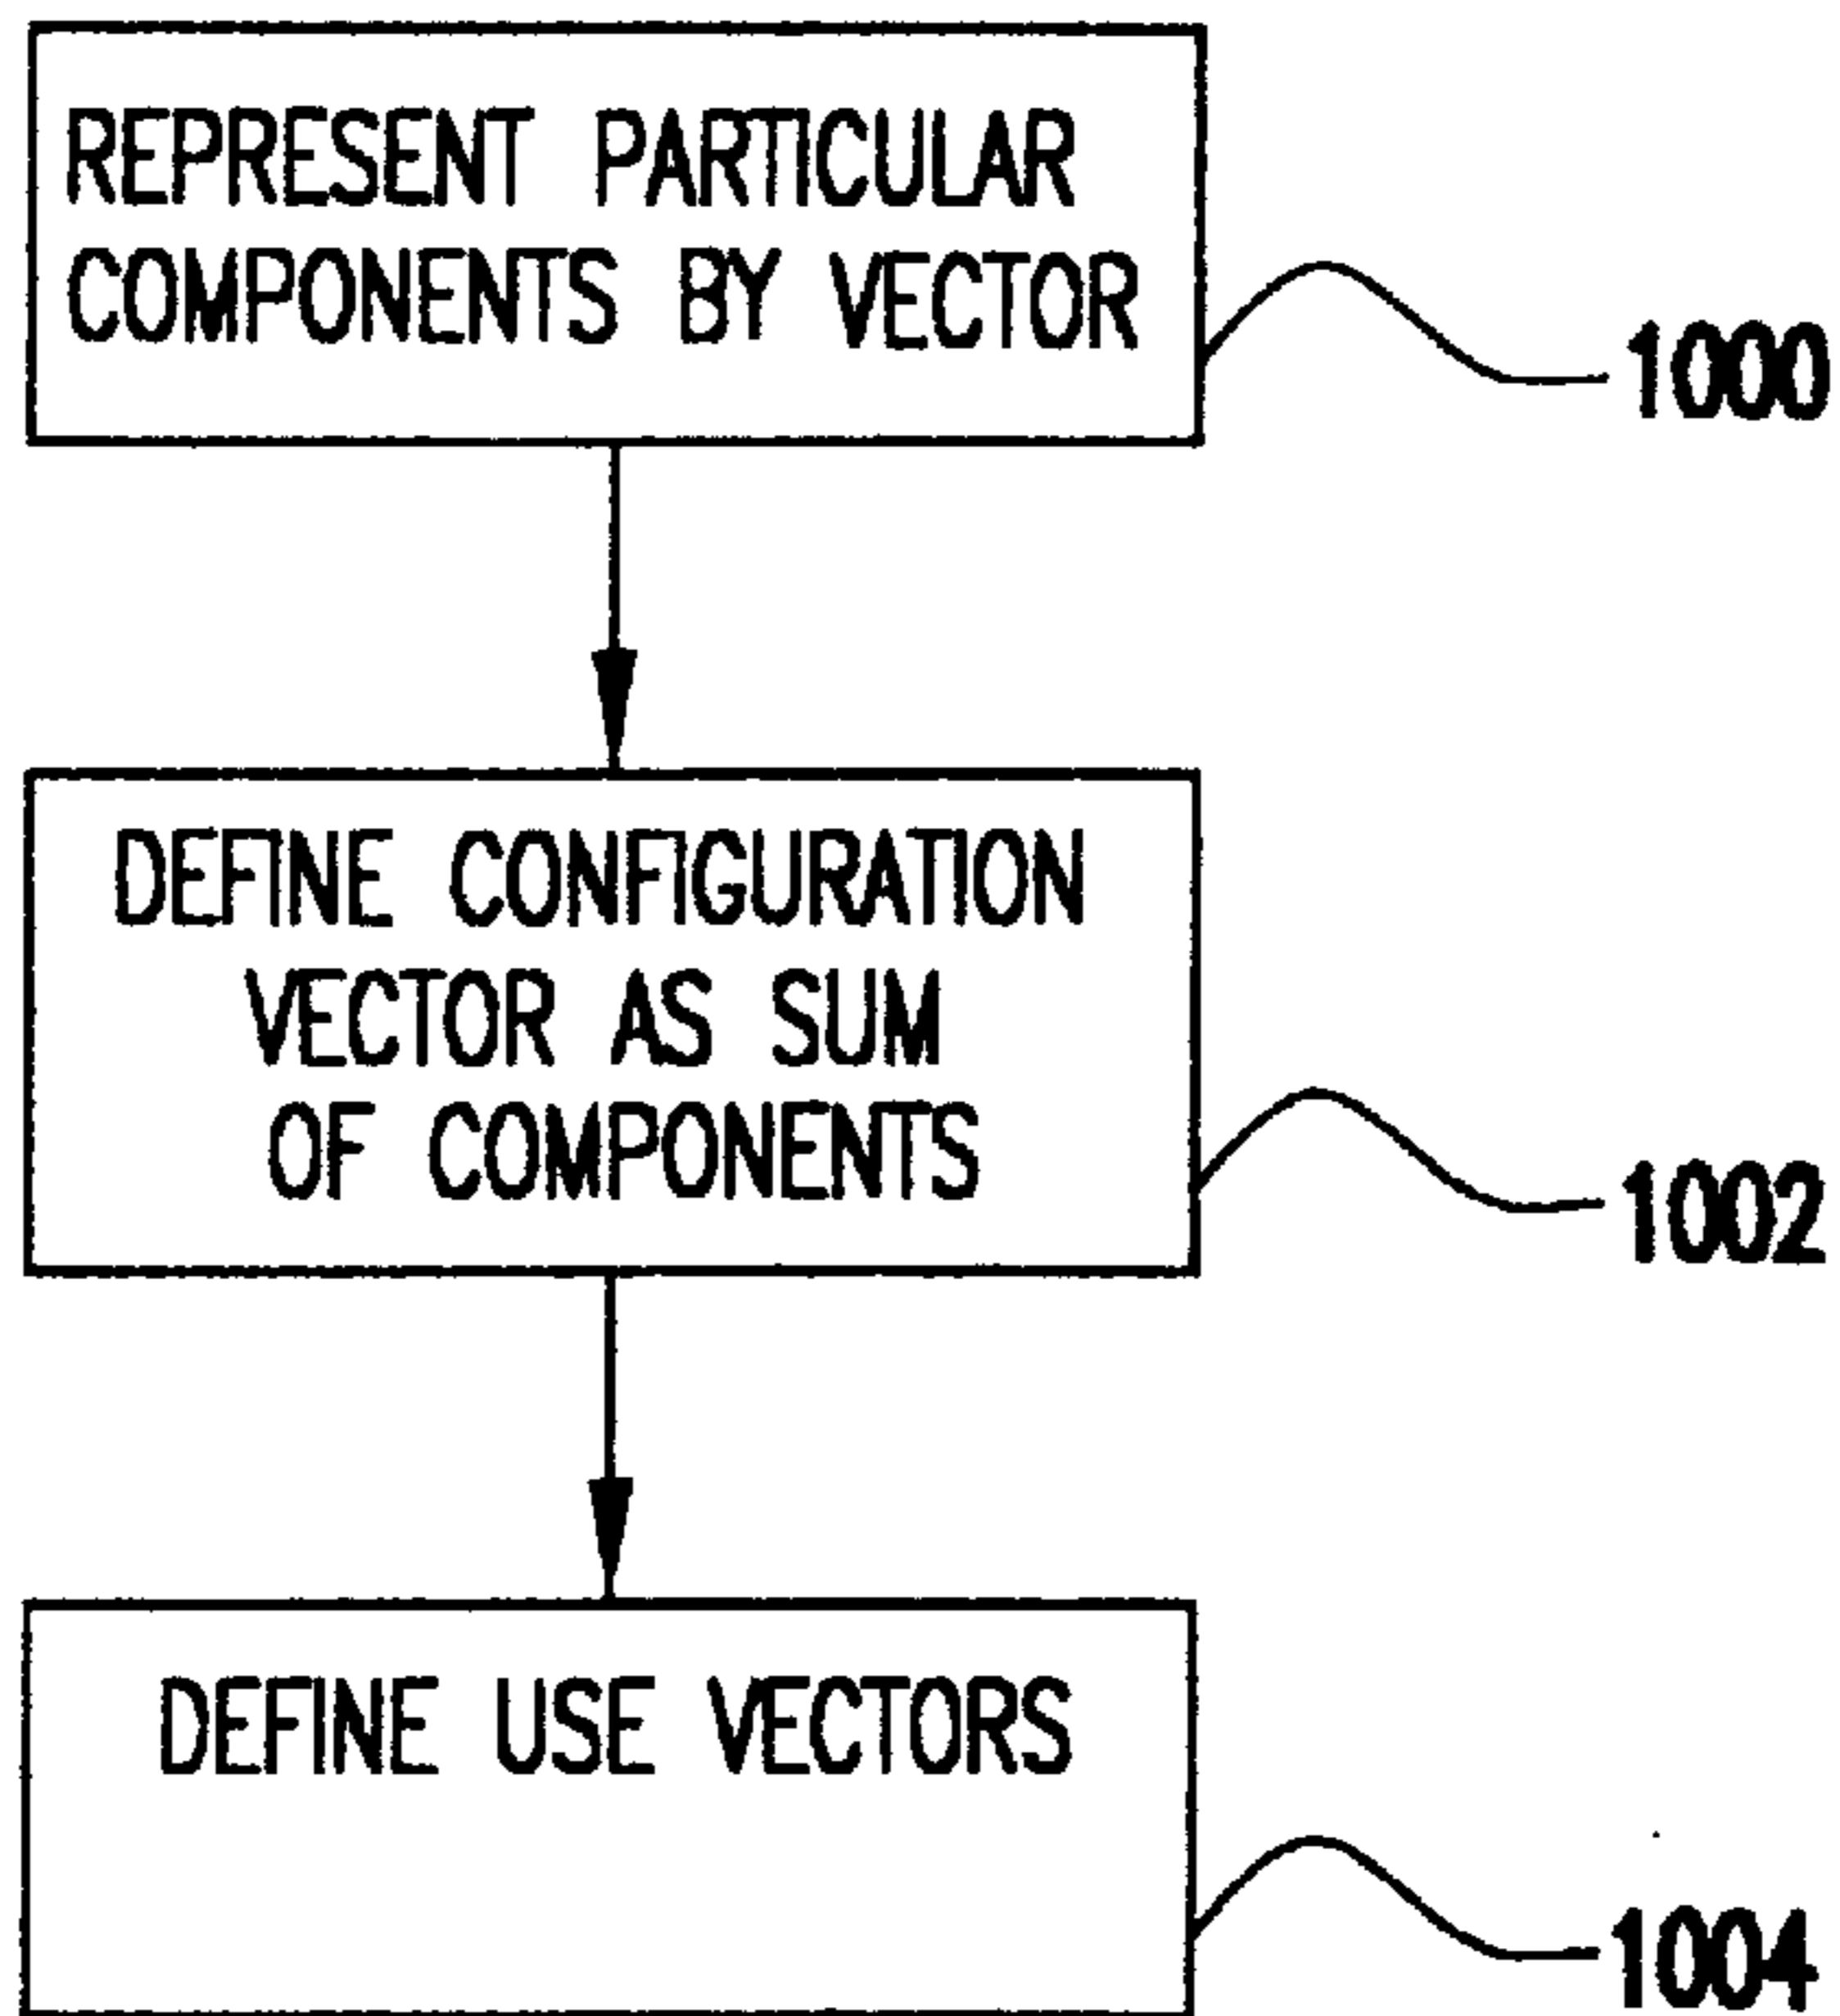 REPRESENT PARTICULAR
COMPONENTS BY VECTOR
1000
DEFINE CONFIGURATION
VECTOR AS SUM
OF COMPONENTS
1002
DEFINE USE VECTORS
1004